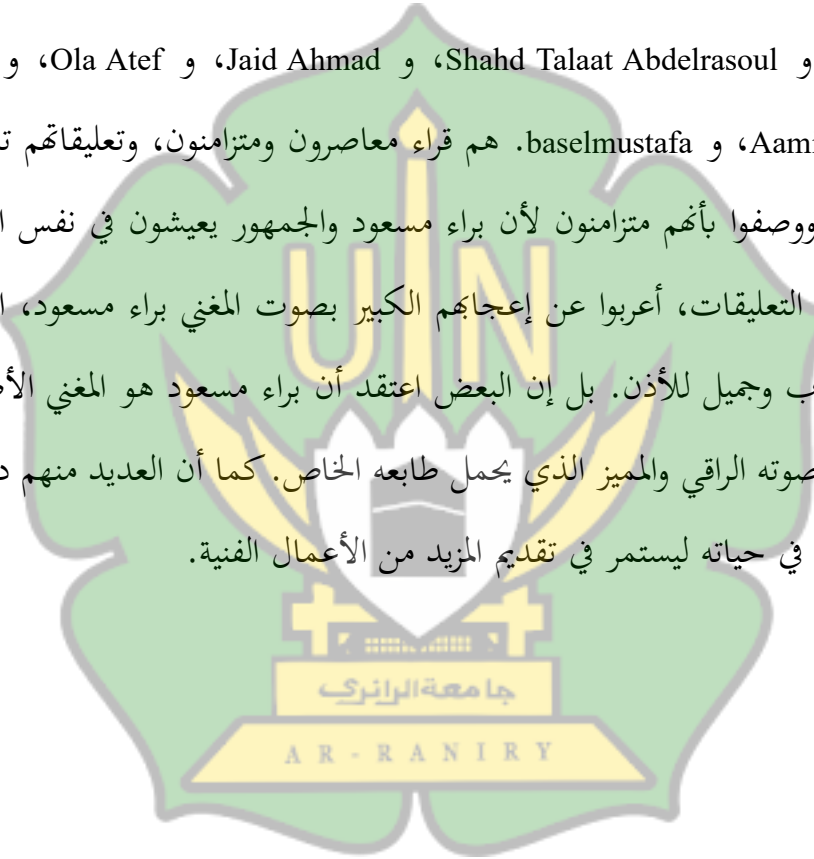 و Shahd Talaat Abdelrasoul، و Jaid Ahmad، و Ola Atef، و
،Aam و baselmustafa. هم قراء معاصرون ومتزامنون، وتعليقاتهم
ووصفوا بأنهم متزامنون لأن براء مسعود والجمهور يعيشون في نفس
التعليقات، أعربوا عن إعجابهم الكبير بصوت المغني براء مسعود،
وجميل للأذن. بل إن البعض اعتقد أن براء مسعود هو المغني
صوته الراقي والمميز الذي يحمل طابعه الخاص. كما أن العديد منهم
في حياته ليستمر في تقديم المزيد من الأعمال الفنية.
UIN
جامعة الرانري
AR-RANIRY